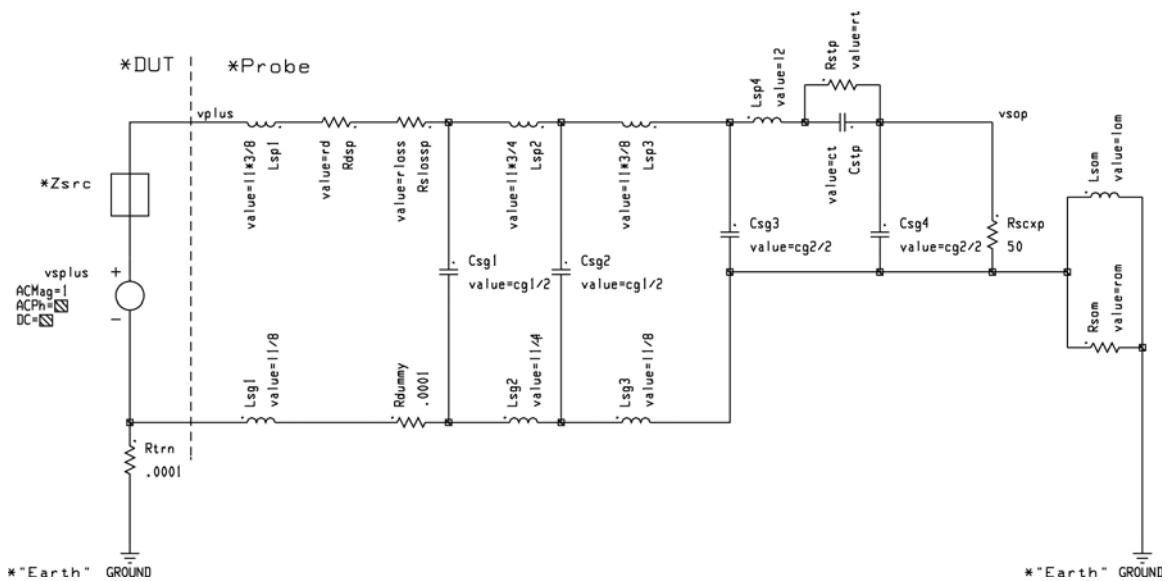 *DUT
*Probe
vplus
vsop
*Zsrc
vsplus
ACMag=1
ACPh=
DC=
+
−
Lsp1
value=l1*3/8
Rdsp
value=rd
Rslossp
value=rloss
Lsp2
value=l1*3/4
Lsp3
value=l1*3/8
Lsp4
value=l2
Rstp
value=rt
Cstp
value=ct
Csg1
value=cg1/2
Csg2
value=cg1/2
Csg3
value=cg2/2
Csg4
value=cg2/2
Rscxp
50
Lsom
value=lom
Rsom
value=rom
Lsg1
value=l1/8
Rdummy
.0001
Lsg2
value=l1/4
Lsg3
value=l1/8
Rtrn
.0001
*"Earth" GROUND
*"Earth" GROUND